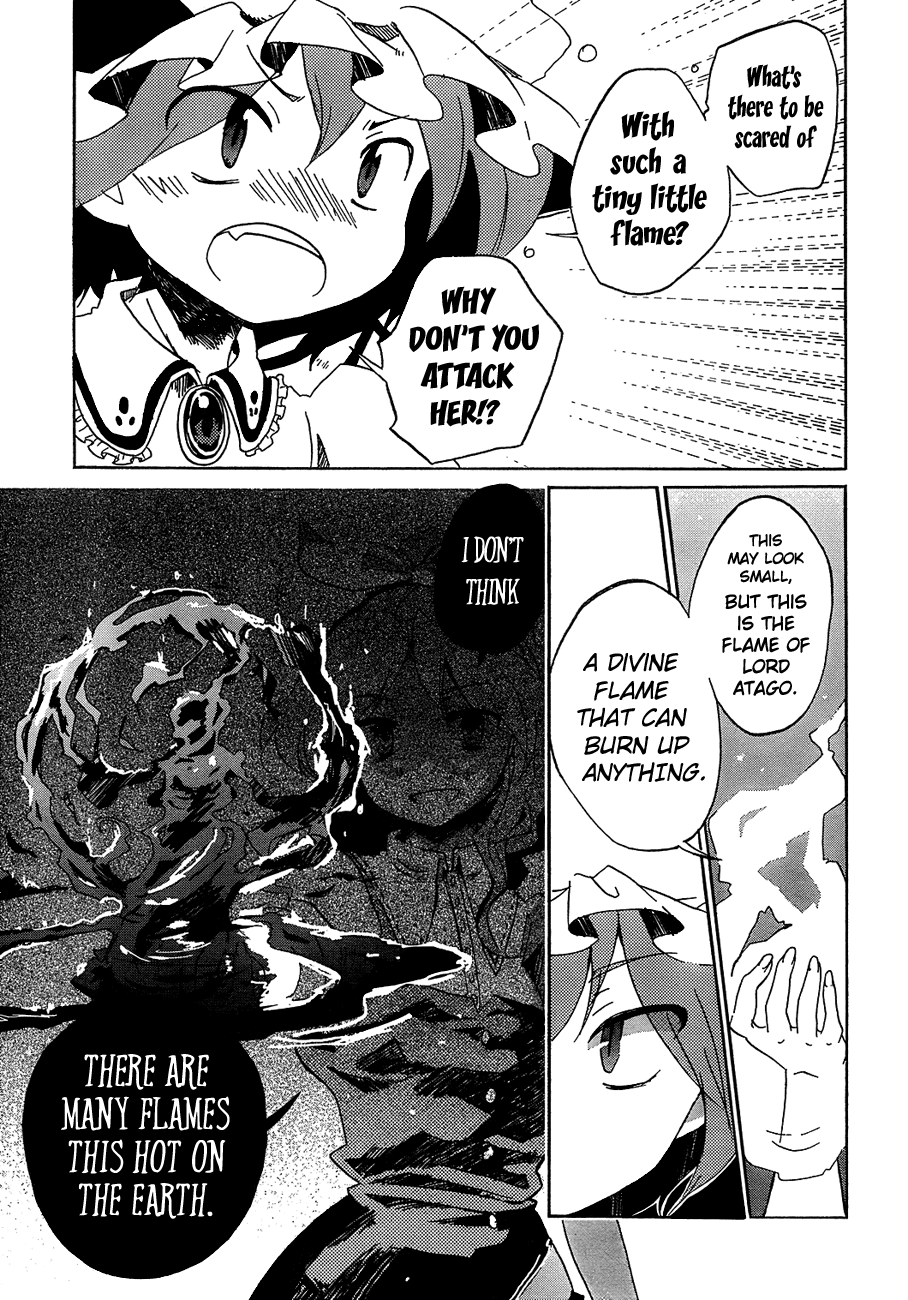 What's
there to be
scared of
With
such a
tiny little
flame?
WHY
DON'T YOU
ATTACK
HER!?
THIS
MAY LOOK
SMALL,
BUT THIS
IS THE
FLAME OF
LORD
ATAGO.
A DIVINE
FLAME
THAT CAN
BURN UP
ANYTHING.
I DON'T
THINK
THERE ARE
MANY FLAMES
THIS HOT ON
THE EARTH.